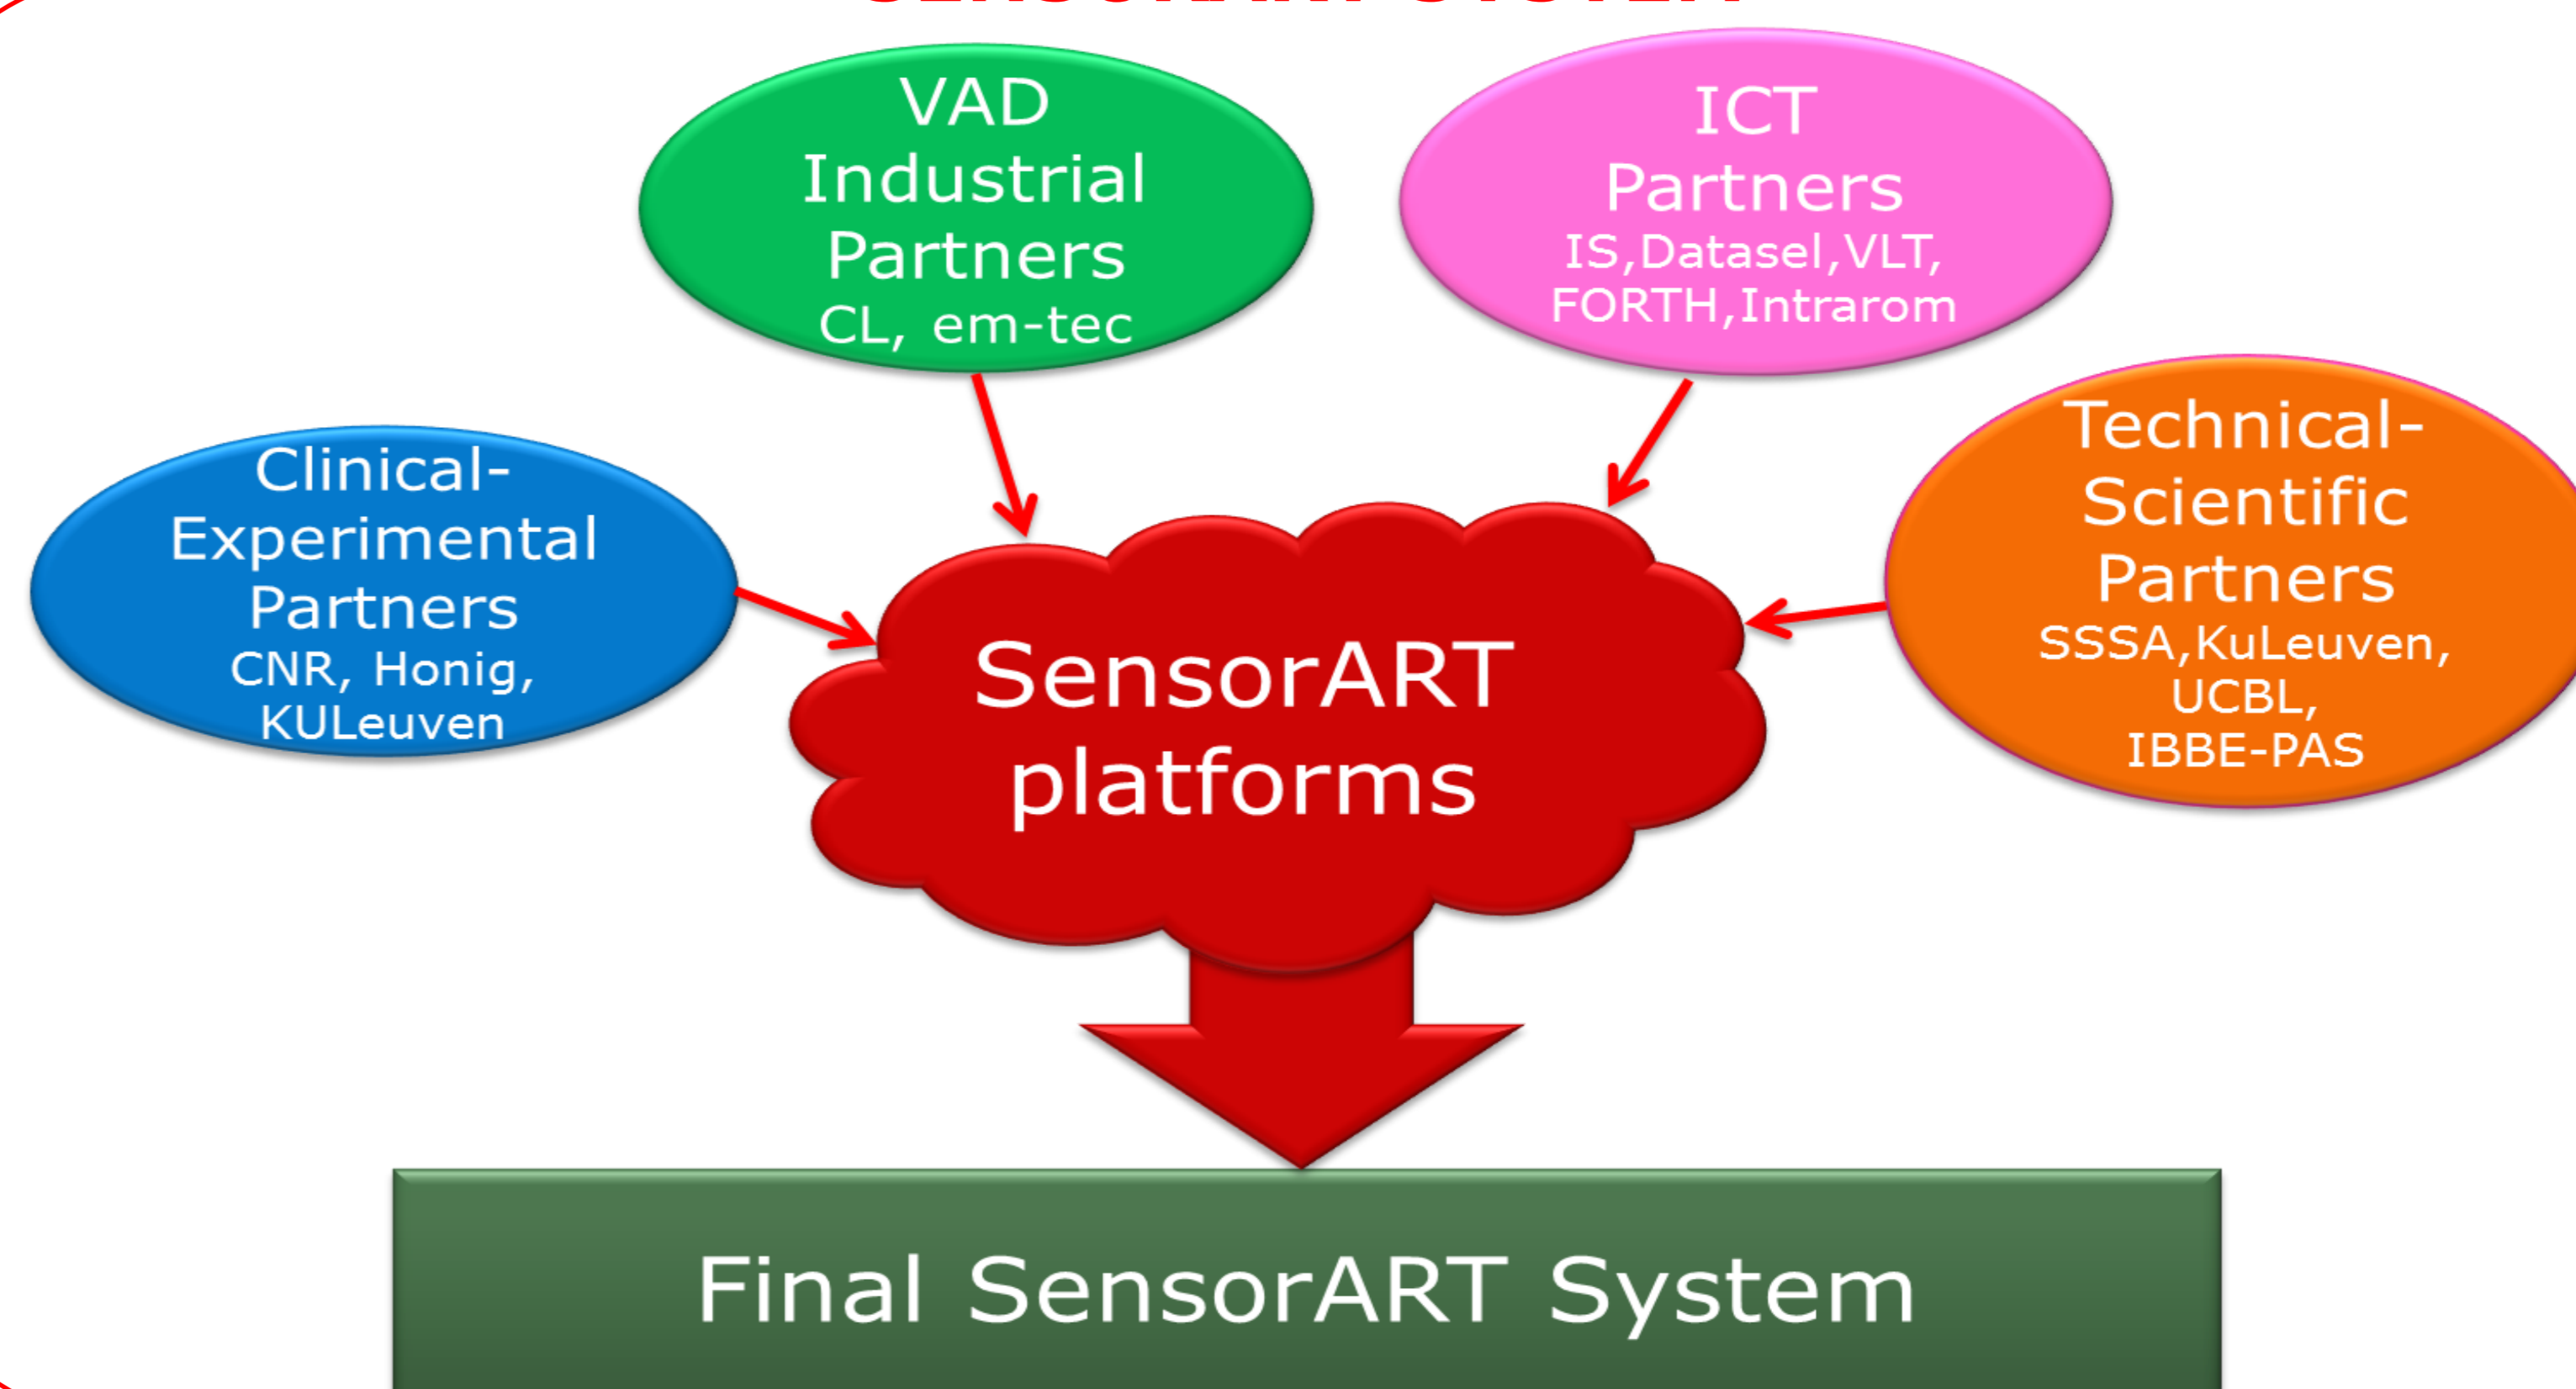 VAD
Industrial
Partners
CL, em-tec
ICT
Partners
IS,Datasel,VLT,
FORTH,Intrarom
Clinical-
Experimental
Partners
CNR, Honig,
KULeuven
Technical-
Scientific
Partners
SSSA,KuLeuven,
UCBL,
IBBE-PAS
SensorART
platforms
Final SensorART System